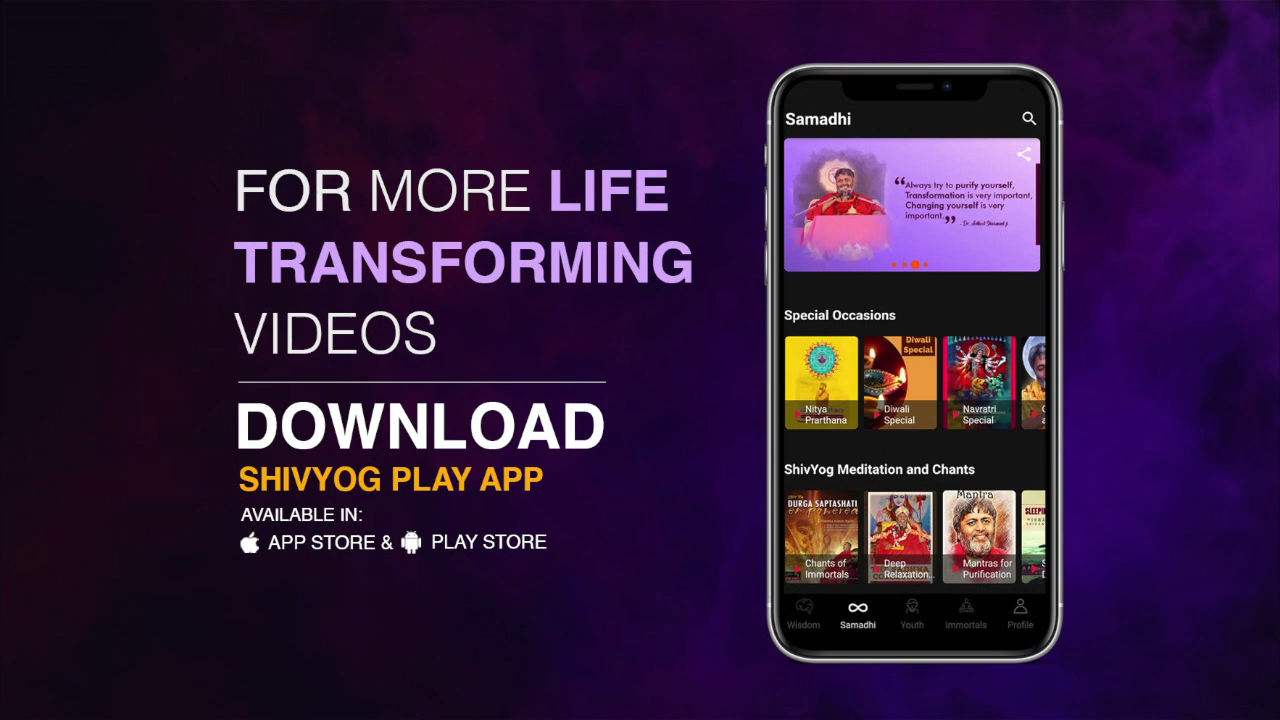 FOR MORE LIFE
TRANSFORMING
VIDEOS
DOWNLOAD
SHIVYOG PLAY APP
AVAILABLE IN:
APP STORE & PLAY STORE
Samadhi
“Always try to purify yourself,
Transformation is very important,
Changing yourself is very
important.”
Special Occasions
Diwali
Special
Nitya
Prarthana
Diwali
Special
Navratri
Special
ShivYog Meditation and Chants
DURGA SAPTASHATI
Mantra
Chants of
Immortals
Deep
Relaxation...
Mantras for
Purification
Wisdom
Samadhi
Youth
Immortals
Profile